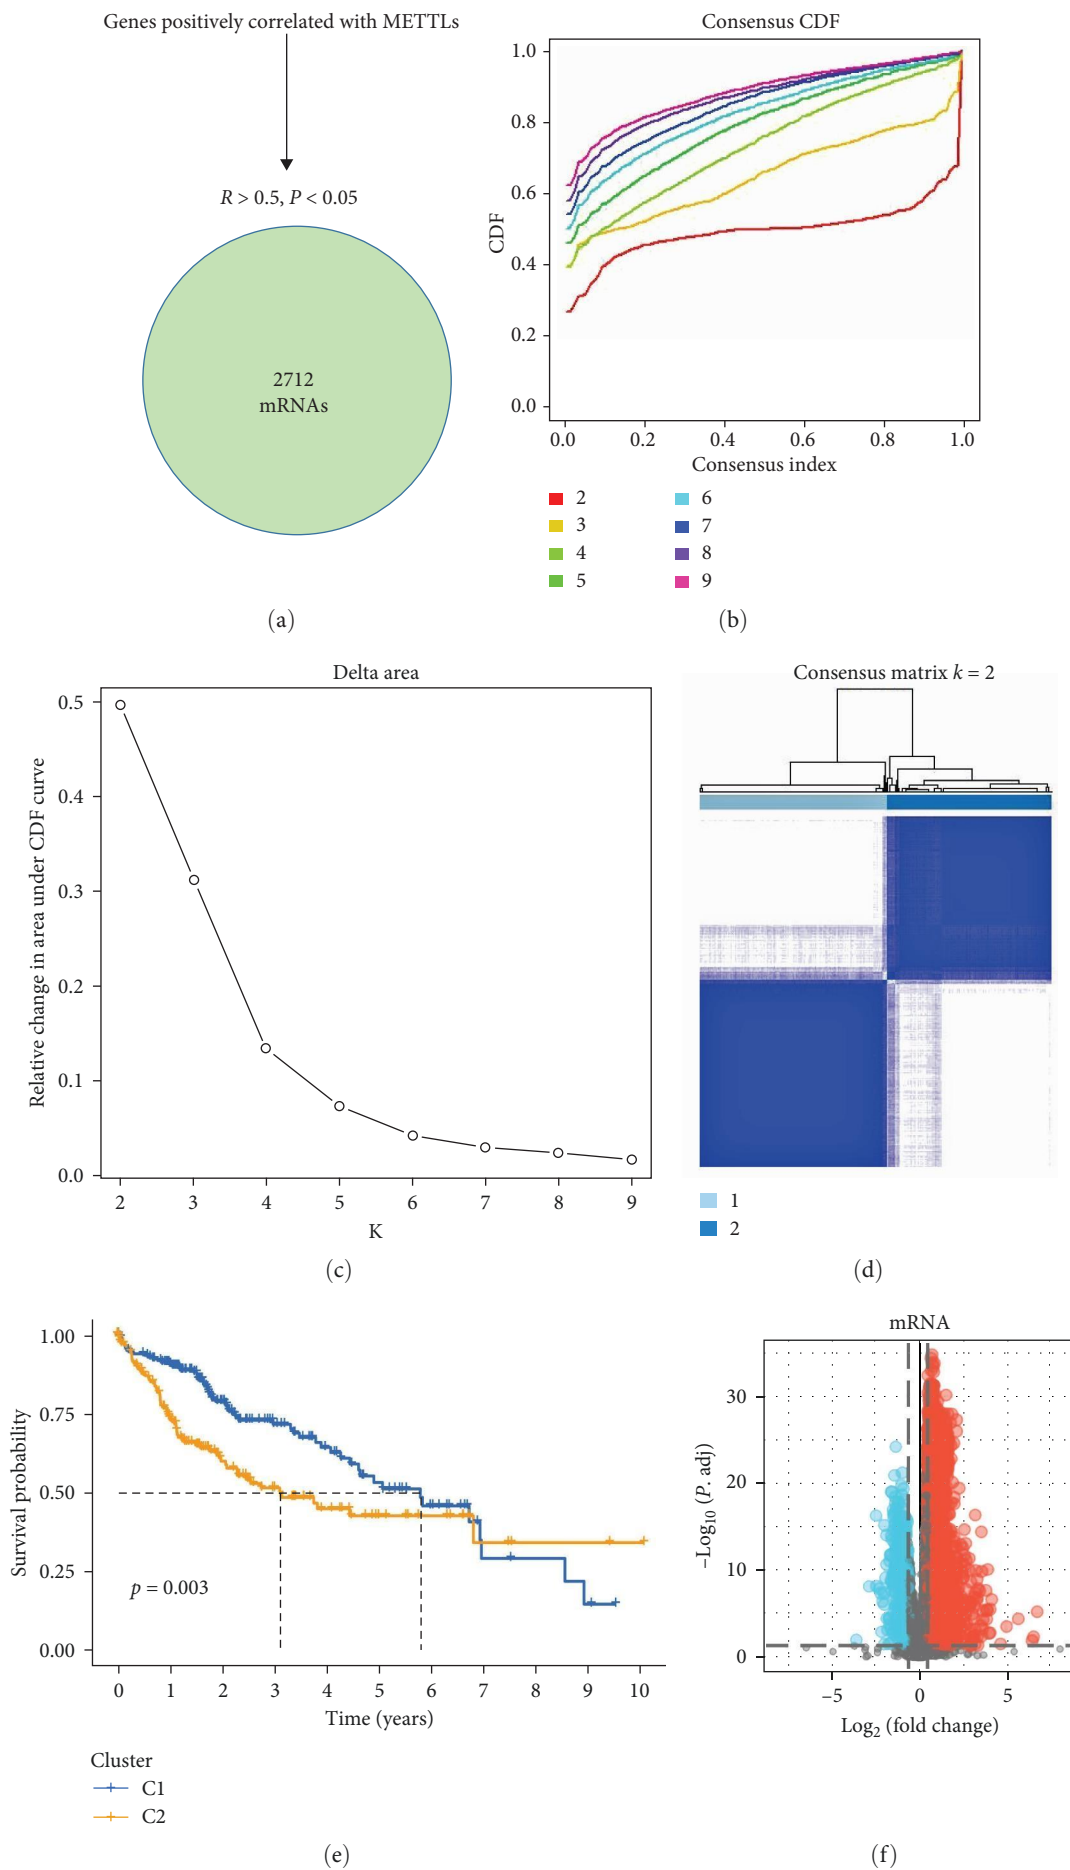 Genes positively correlated with METTLs
R > 0.5, P < 0.05
2712
mRNAs
(a)
Consensus CDF
1.0
0.8
0.6
0.4
0.2
0.0
CDF
0.0 0.2 0.4 0.6 0.8 1.0
Consensus index
2 6
3 7
4 8
5 9
(b)
Delta area
0.5
0.4
0.3
0.2
0.1
0.0
Relative change in area under CDF curve
2 3 4 5 6 7 8 9
K
(c)
Consensus matrix k = 2
1
2
(d)
1.00
0.75
0.50
0.25
0.00
Survival probability
p = 0.003
0 1 2 3 4 5 6 7 8 9 10
Time (years)
Cluster
C1
C2
(e)
mRNA
30
20
10
0
−Log10 (P. adj)
−5 0 5
Log2 (fold change)
(f)